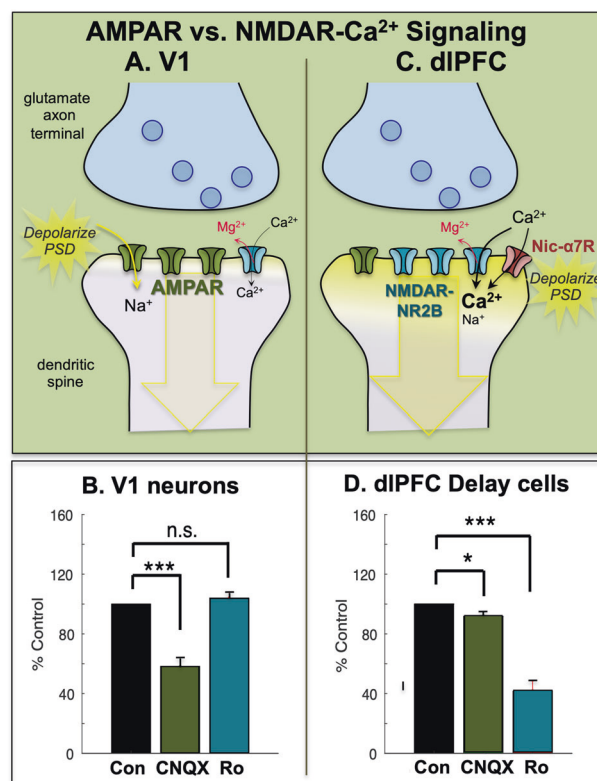 AMPAR vs. NMDAR-Ca²⁺ Signaling
A. V1
C. dlPFC
glutamate
axon
terminal
Mg²⁺
Ca²⁺
Depolarize
PSD
Na⁺
AMPAR
Ca²⁺
dendritic
spine
Mg²⁺
Ca²⁺
Nic-α7R
Depolarize
PSD
NMDAR-
NR2B
Ca²⁺
Na⁺
B. V1 neurons
160
120
80
40
0
% Control
n.s.
***
Con CNQX Ro
D. dlPFC Delay cells
160
120
80
40
0
% Control
***
*
Con CNQX Ro